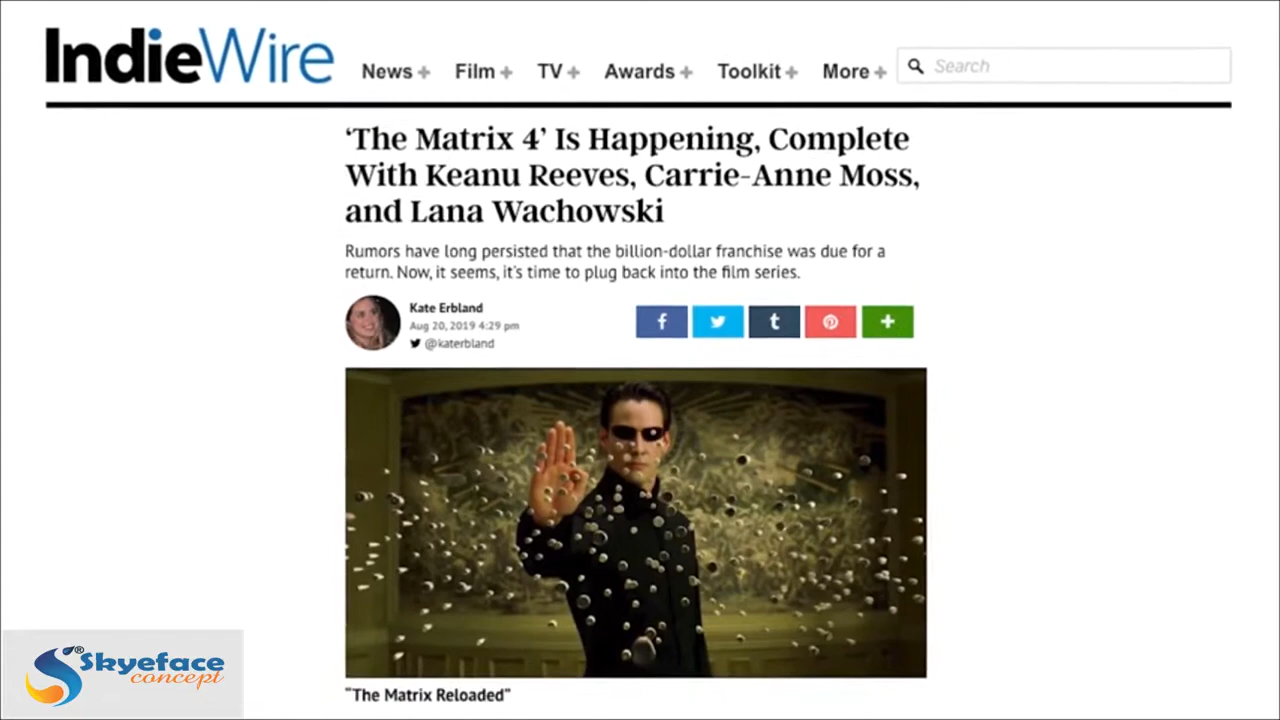 IndieWire
News + Film + TV + Awards + Toolkit + More + Search
‘The Matrix 4’ Is Happening, Complete
With Keanu Reeves, Carrie-Anne Moss,
and Lana Wachowski
Rumors have long persisted that the billion-dollar franchise was due for a
return. Now, it seems, it's time to plug back into the film series.
Kate Erbland
Aug 20, 2019 4:29 pm
@katerbland
f t +
“The Matrix Reloaded”
® Skyeface
concept